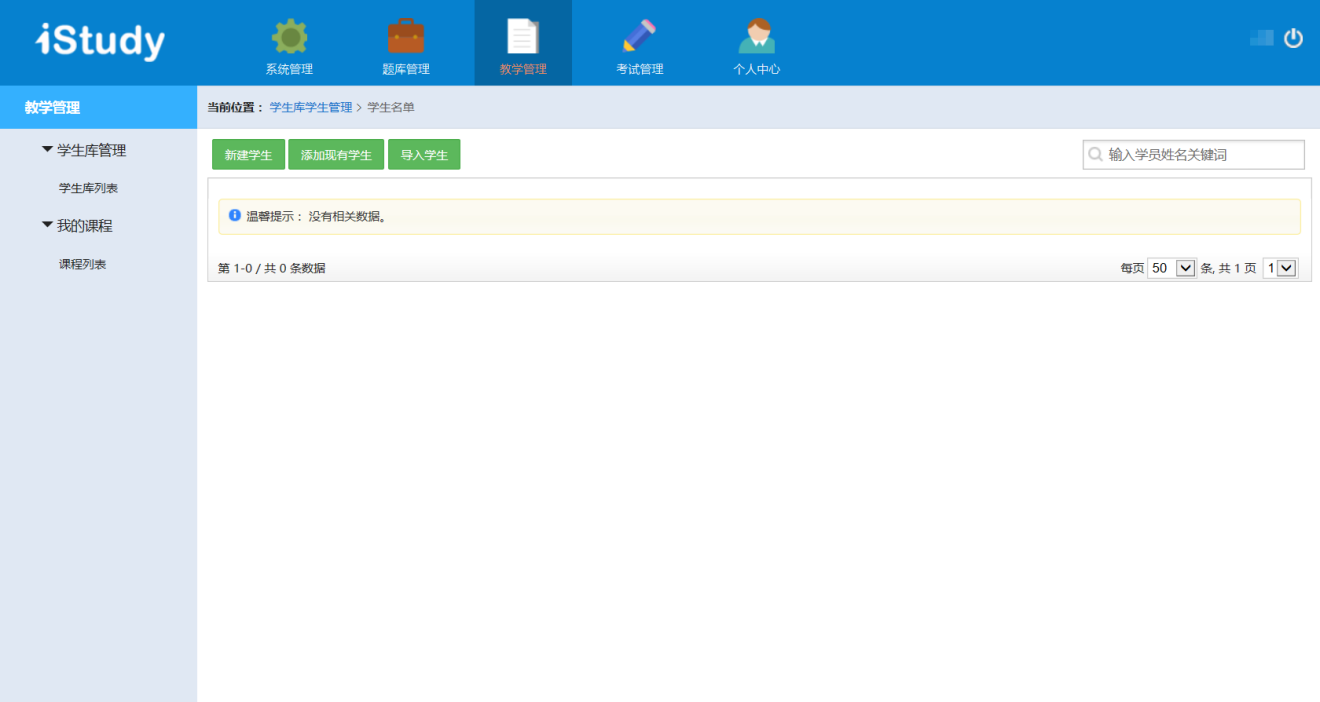 iStudy
系统管理
题库管理
教学管理
考试管理
个人中心
教学管理
当前位置： 学生库学生管理 > 学生名单
学生库管理
学生库列表
我的课程
课程列表
新建学生 添加现有学生 导入学生
输入学员姓名关键词
温馨提示： 没有相关数据。
第 1-0 / 共 0 条数据
每页 50 条, 共 1 页 1